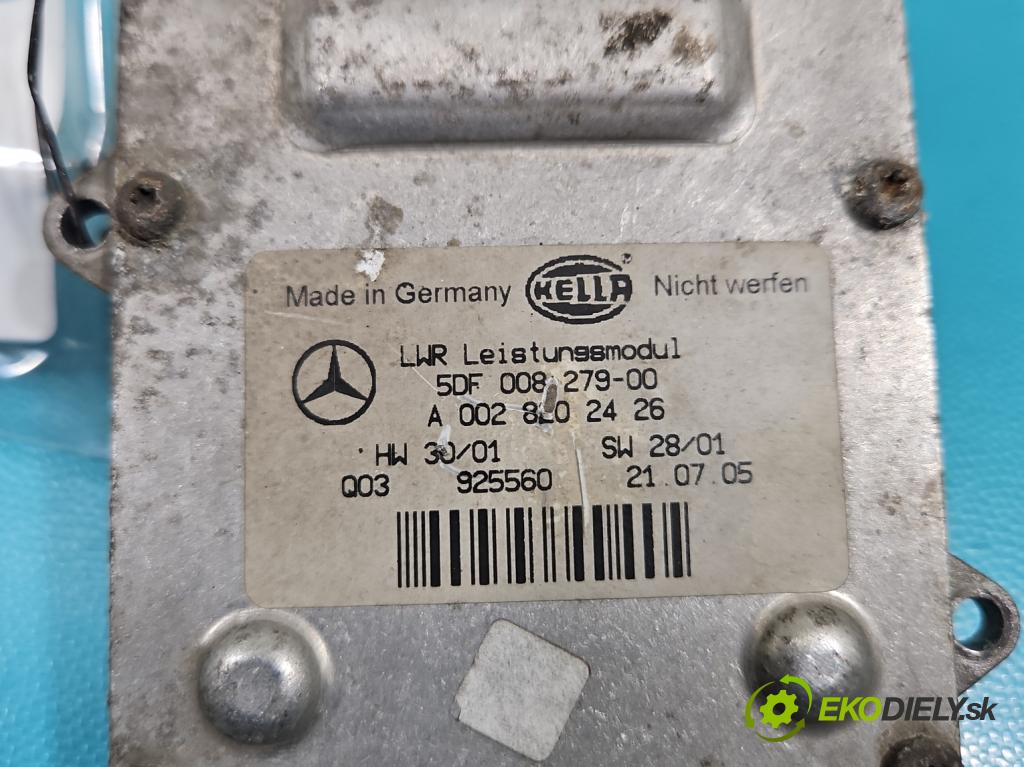 Made in Germany HELLA ® Nicht werfen
LWR Leistungsmodul
5DF 008 279-00
A 002 820 24 26
HW 30/01 SW 28/01
Q03 925560 21.07.05
EKODIELY.sk